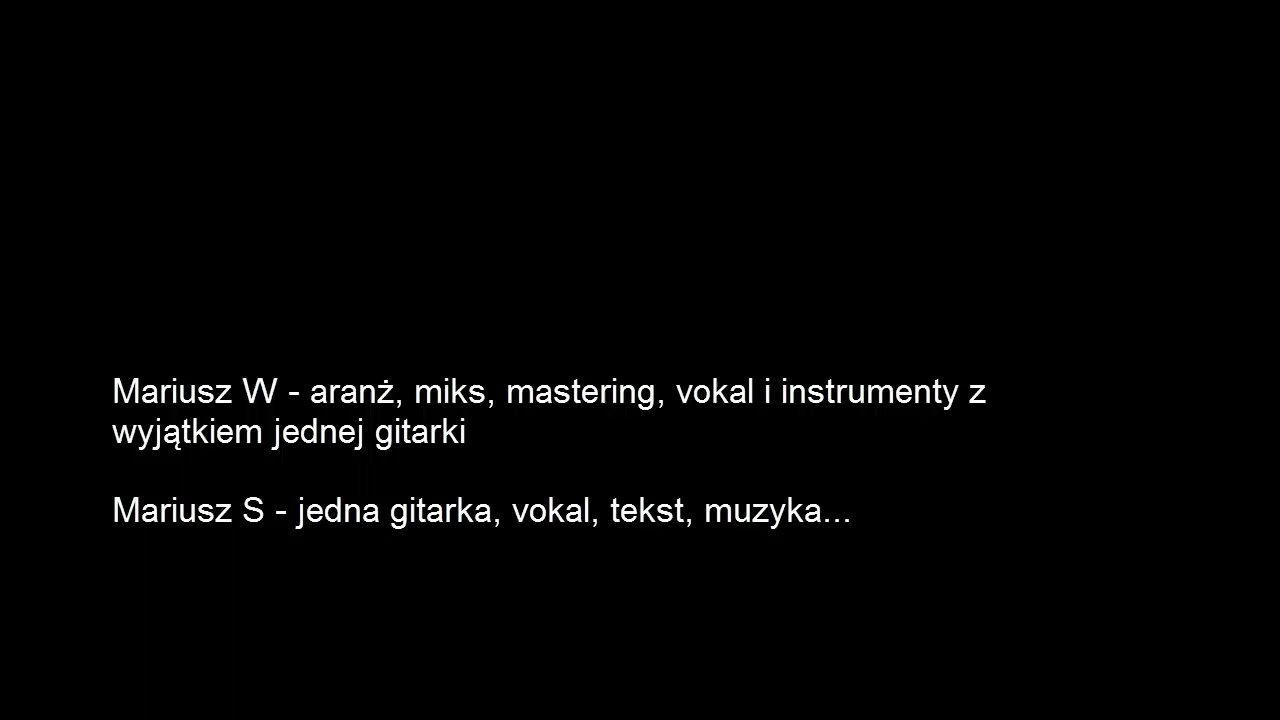 Mariusz W - aranż, miks, mastering, vokal i instrumenty z
wyjątkiem jednej gitarki
Mariusz S - jedna gitarka, vokal, tekst, muzyka...